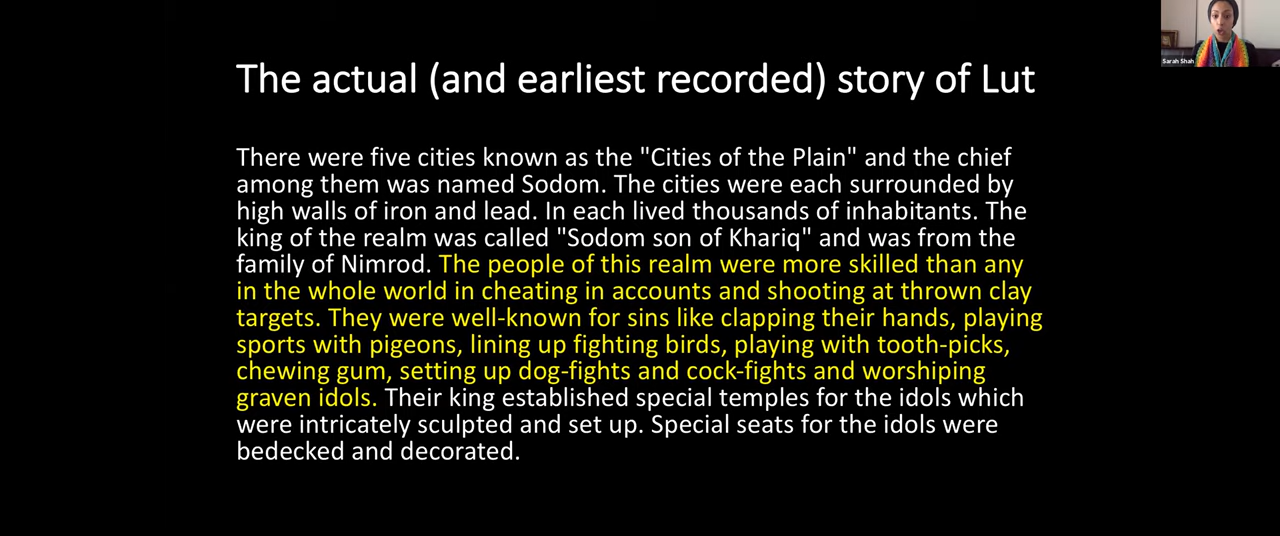 The actual (and earliest recorded) story of Lut
There were five cities known as the "Cities of the Plain" and the chief
among them was named Sodom. The cities were each surrounded by
high walls of iron and lead. In each lived thousands of inhabitants. The
king of the realm was called "Sodom son of Khariq" and was from the
family of Nimrod. The people of this realm were more skilled than any
in the whole world in cheating in accounts and shooting at thrown clay
targets. They were well-known for sins like clapping their hands, playing
sports with pigeons, lining up fighting birds, playing with tooth-picks,
chewing gum, setting up dog-fights and cock-fights and worshiping
graven idols. Their king established special temples for the idols which
were intricately sculpted and set up. Special seats for the idols were
bedecked and decorated.
Sarah Shah